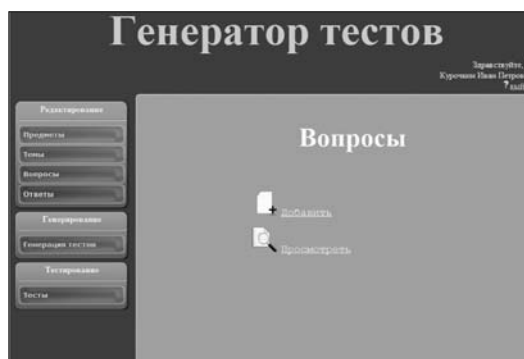 Генератор тестов
Здравствуйте,
Курочкин Иван Петров
Редактирование
Предметы
Темы
Вопросы
Ответы
Генерирование
Генерация тестов
Тестирование
Тесты
Вопросы
Добавить
Просмотреть